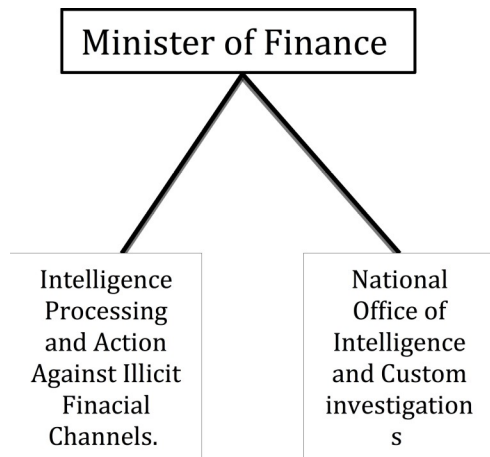 Minister of Finance
Intelligence
Processing
and Action
Against Illicit
Finacial
Channels.
National
Office of
Intelligence
and Custom
investigation
s